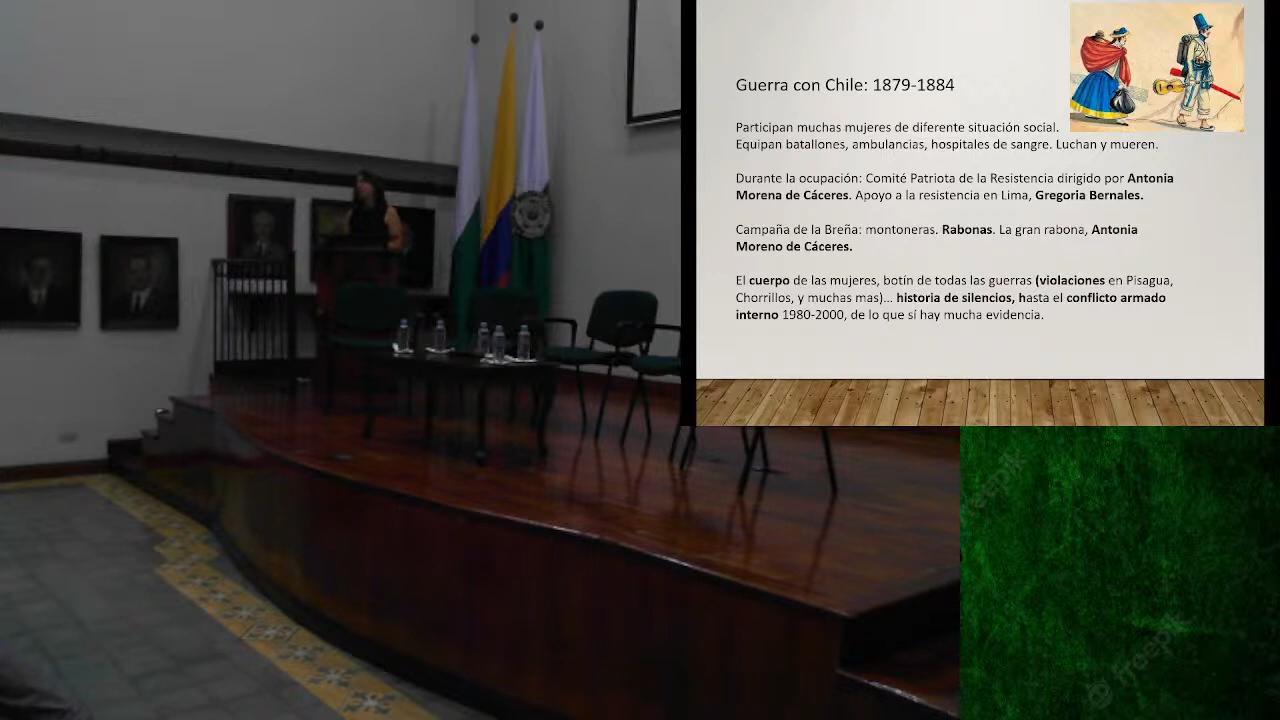 Guerra con Chile: 1879-1884
Participan muchas mujeres de diferente situación social.
Equipan batallones, ambulancias, hospitales de sangre. Luchan y mueren.
Durante la ocupación: Comité Patriota de la Resistencia dirigido por Antonia
Morena de Cáceres. Apoyo a la resistencia en Lima, Gregoria Bernales.
Campaña de la Breña: montoneras. Rabonas. La gran rabona, Antonia
Moreno de Cáceres.
El cuerpo de las mujeres, botín de todas las guerras (violaciones en Pisagua,
Chorrillos, y muchas mas)... historia de silencios, hasta el conflicto armado
interno 1980-2000, de lo que sí hay mucha evidencia.
freepik
freepik